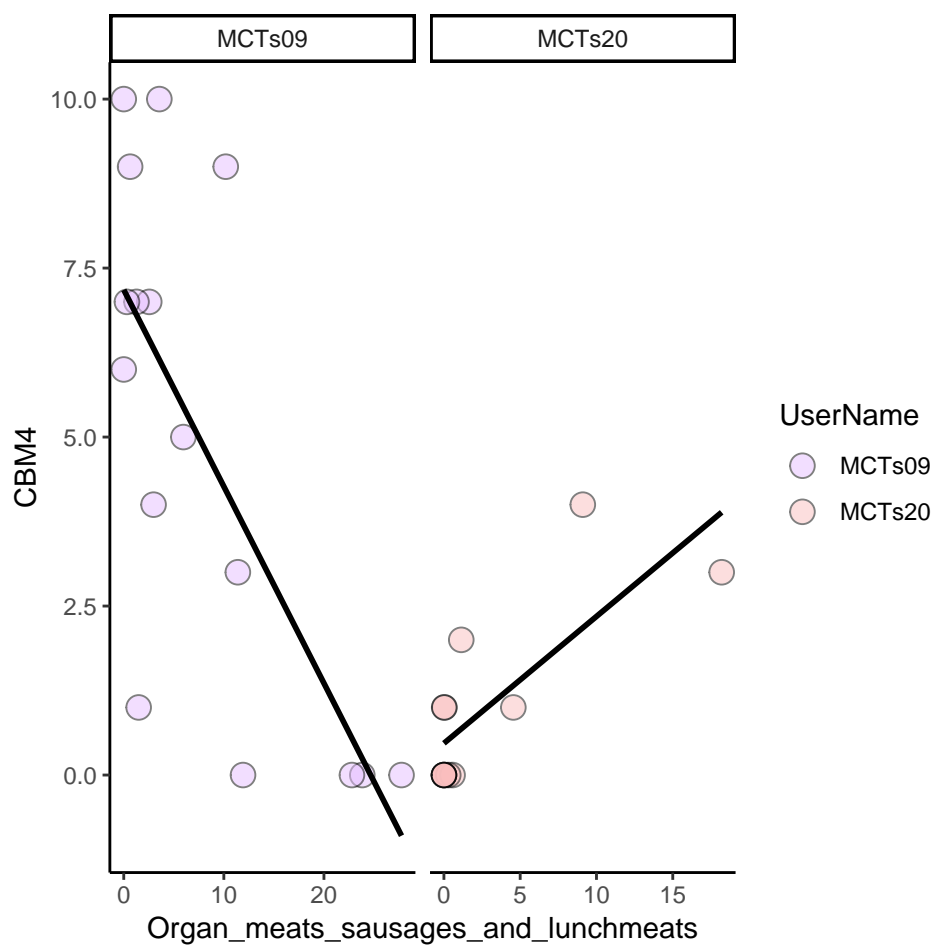 MCTs09 MCTs20
10.0
7.5
5.0
2.5
0.0
CBM4
0 10 20 0 5 10 15
Organ_meats_sausages_and_lunchmeats
UserName
MCTs09
MCTs20